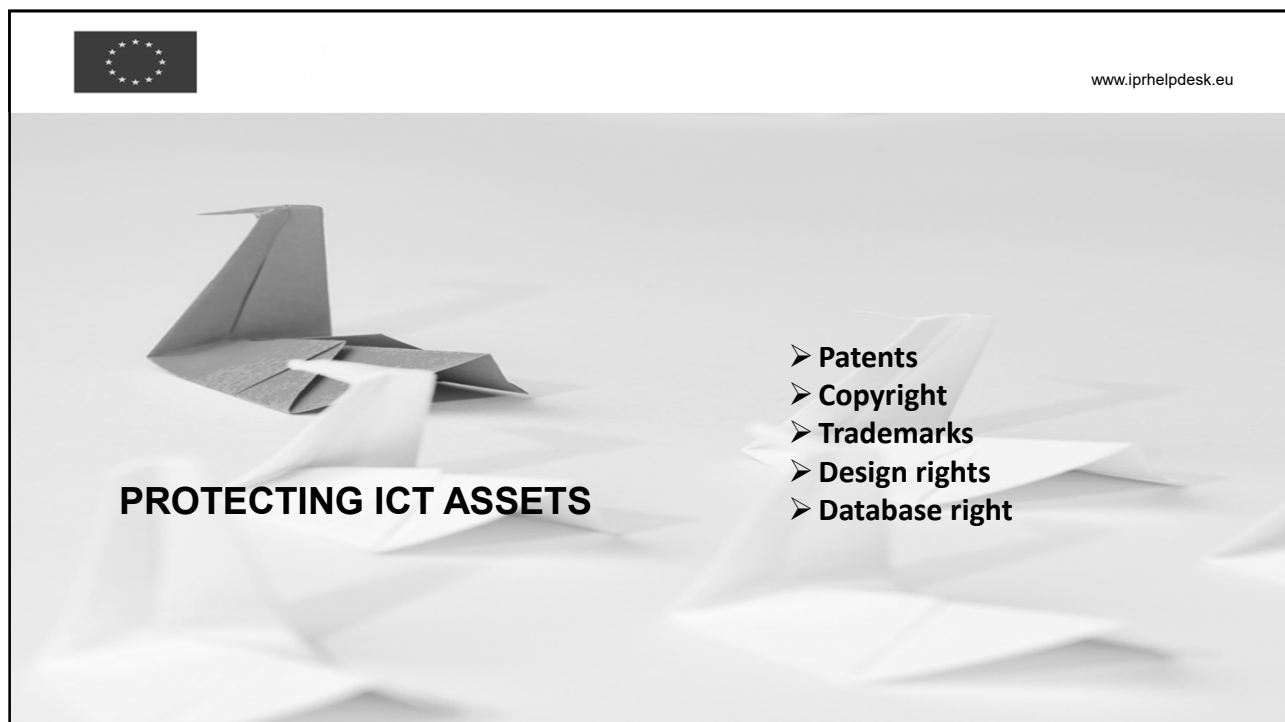 www.iprhelpdesk.eu
PROTECTING ICT ASSETS
➢ Patents
➢ Copyright
➢ Trademarks
➢ Design rights
➢ Database right